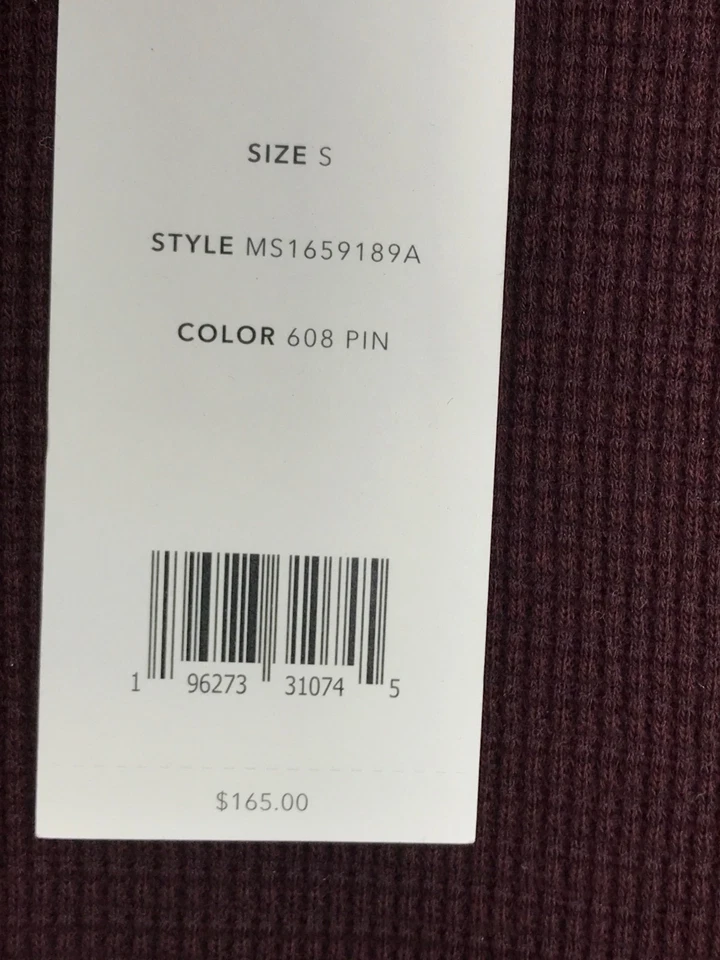 SIZE S
STYLE MS1659189A
COLOR 608 PIN
1 96273 31074 5
$165.00